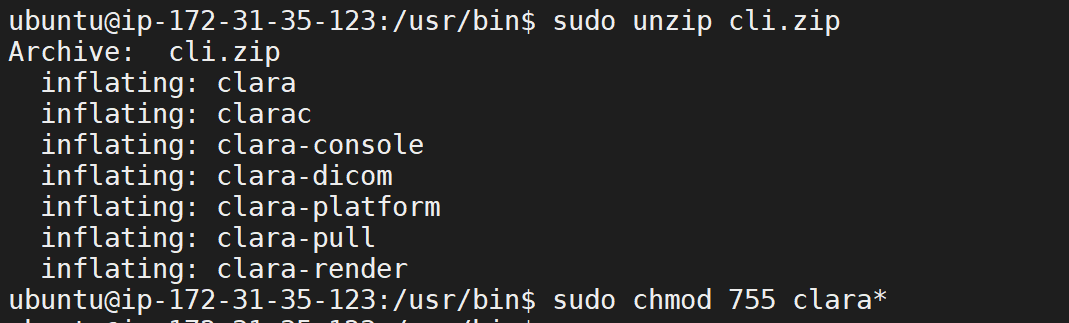 ubuntu@ip-172-31-35-123:/usr/bin$ sudo unzip cli.zip
Archive:  cli.zip
  inflating: clara
  inflating: clarac
  inflating: clara-console
  inflating: clara-dicom
  inflating: clara-platform
  inflating: clara-pull
  inflating: clara-render
ubuntu@ip-172-31-35-123:/usr/bin$ sudo chmod 755 clara*